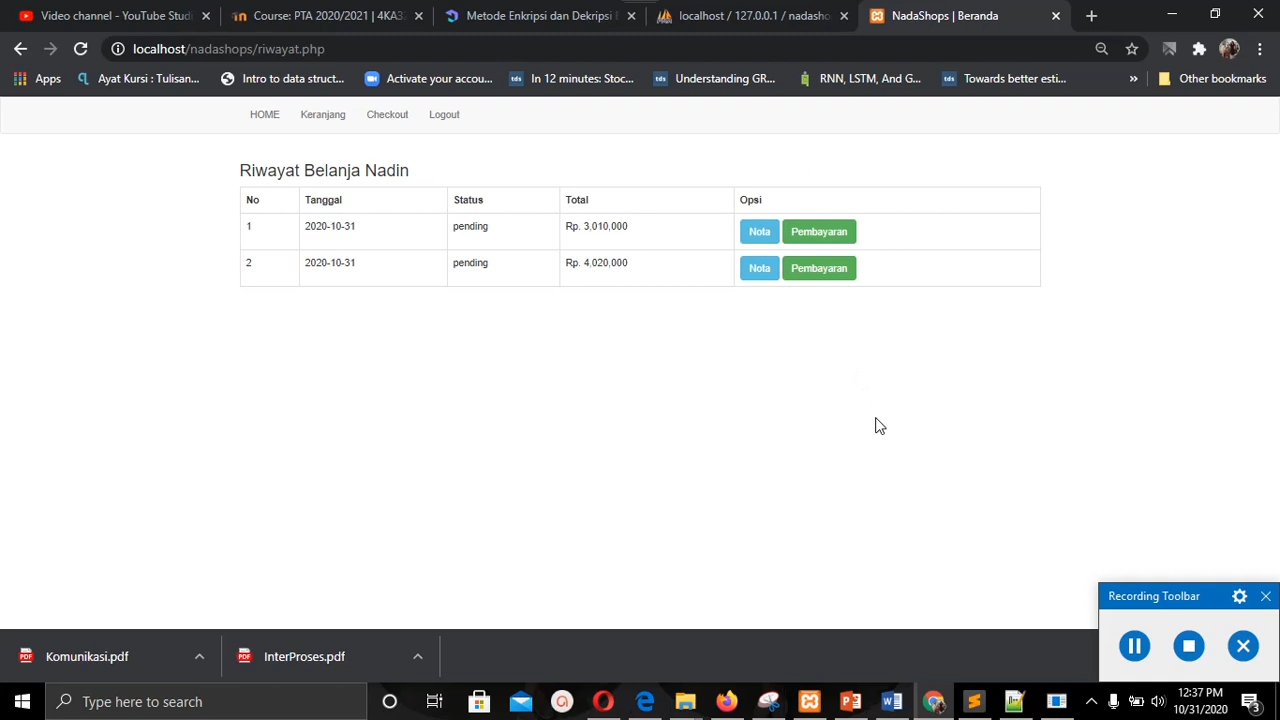 Video channel - YouTube Studi
Course: PTA 2020/2021 | 4KA3
Metode Enkripsi dan Dekripsi
localhost / 127.0.0.1 / nadasho
NadaShops | Beranda
localhost/nadashops/riwayat.php
Apps
Ayat Kursi : Tulisan...
Intro to data struct...
Activate your accou...
In 12 minutes: Stoc...
Understanding GR...
RNN, LSTM, And G...
Towards better esti...
Other bookmarks
HOME Keranjang Checkout Logout
Riwayat Belanja Nadin
No Tanggal Status Total Opsi
1 2020-10-31 pending Rp. 3,010,000 Nota Pembayaran
2 2020-10-31 pending Rp. 4,020,000 Nota Pembayaran
Recording Toolbar
Komunikasi.pdf
InterProses.pdf
Type here to search
12:37 PM
10/31/2020
3